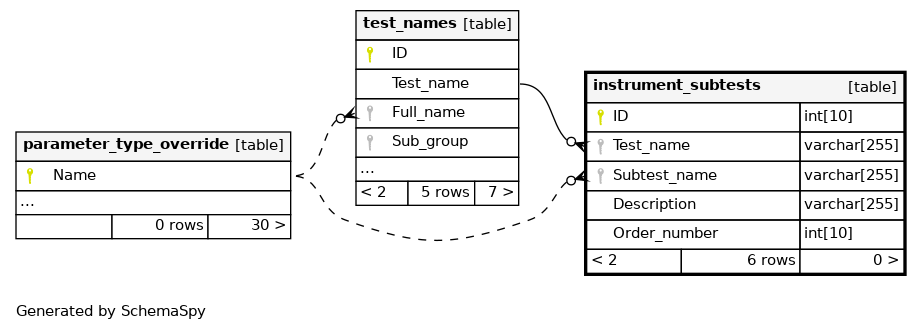 test_names [table]
ID
Test_name
Full_name
Sub_group
...
< 2 5 rows 7 >
instrument_subtests [table]
ID int[10]
Test_name varchar[255]
Subtest_name varchar[255]
Description varchar[255]
Order_number int[10]
< 2 6 rows 0 >
parameter_type_override [table]
Name
...
0 rows 30 >
Generated by SchemaSpy